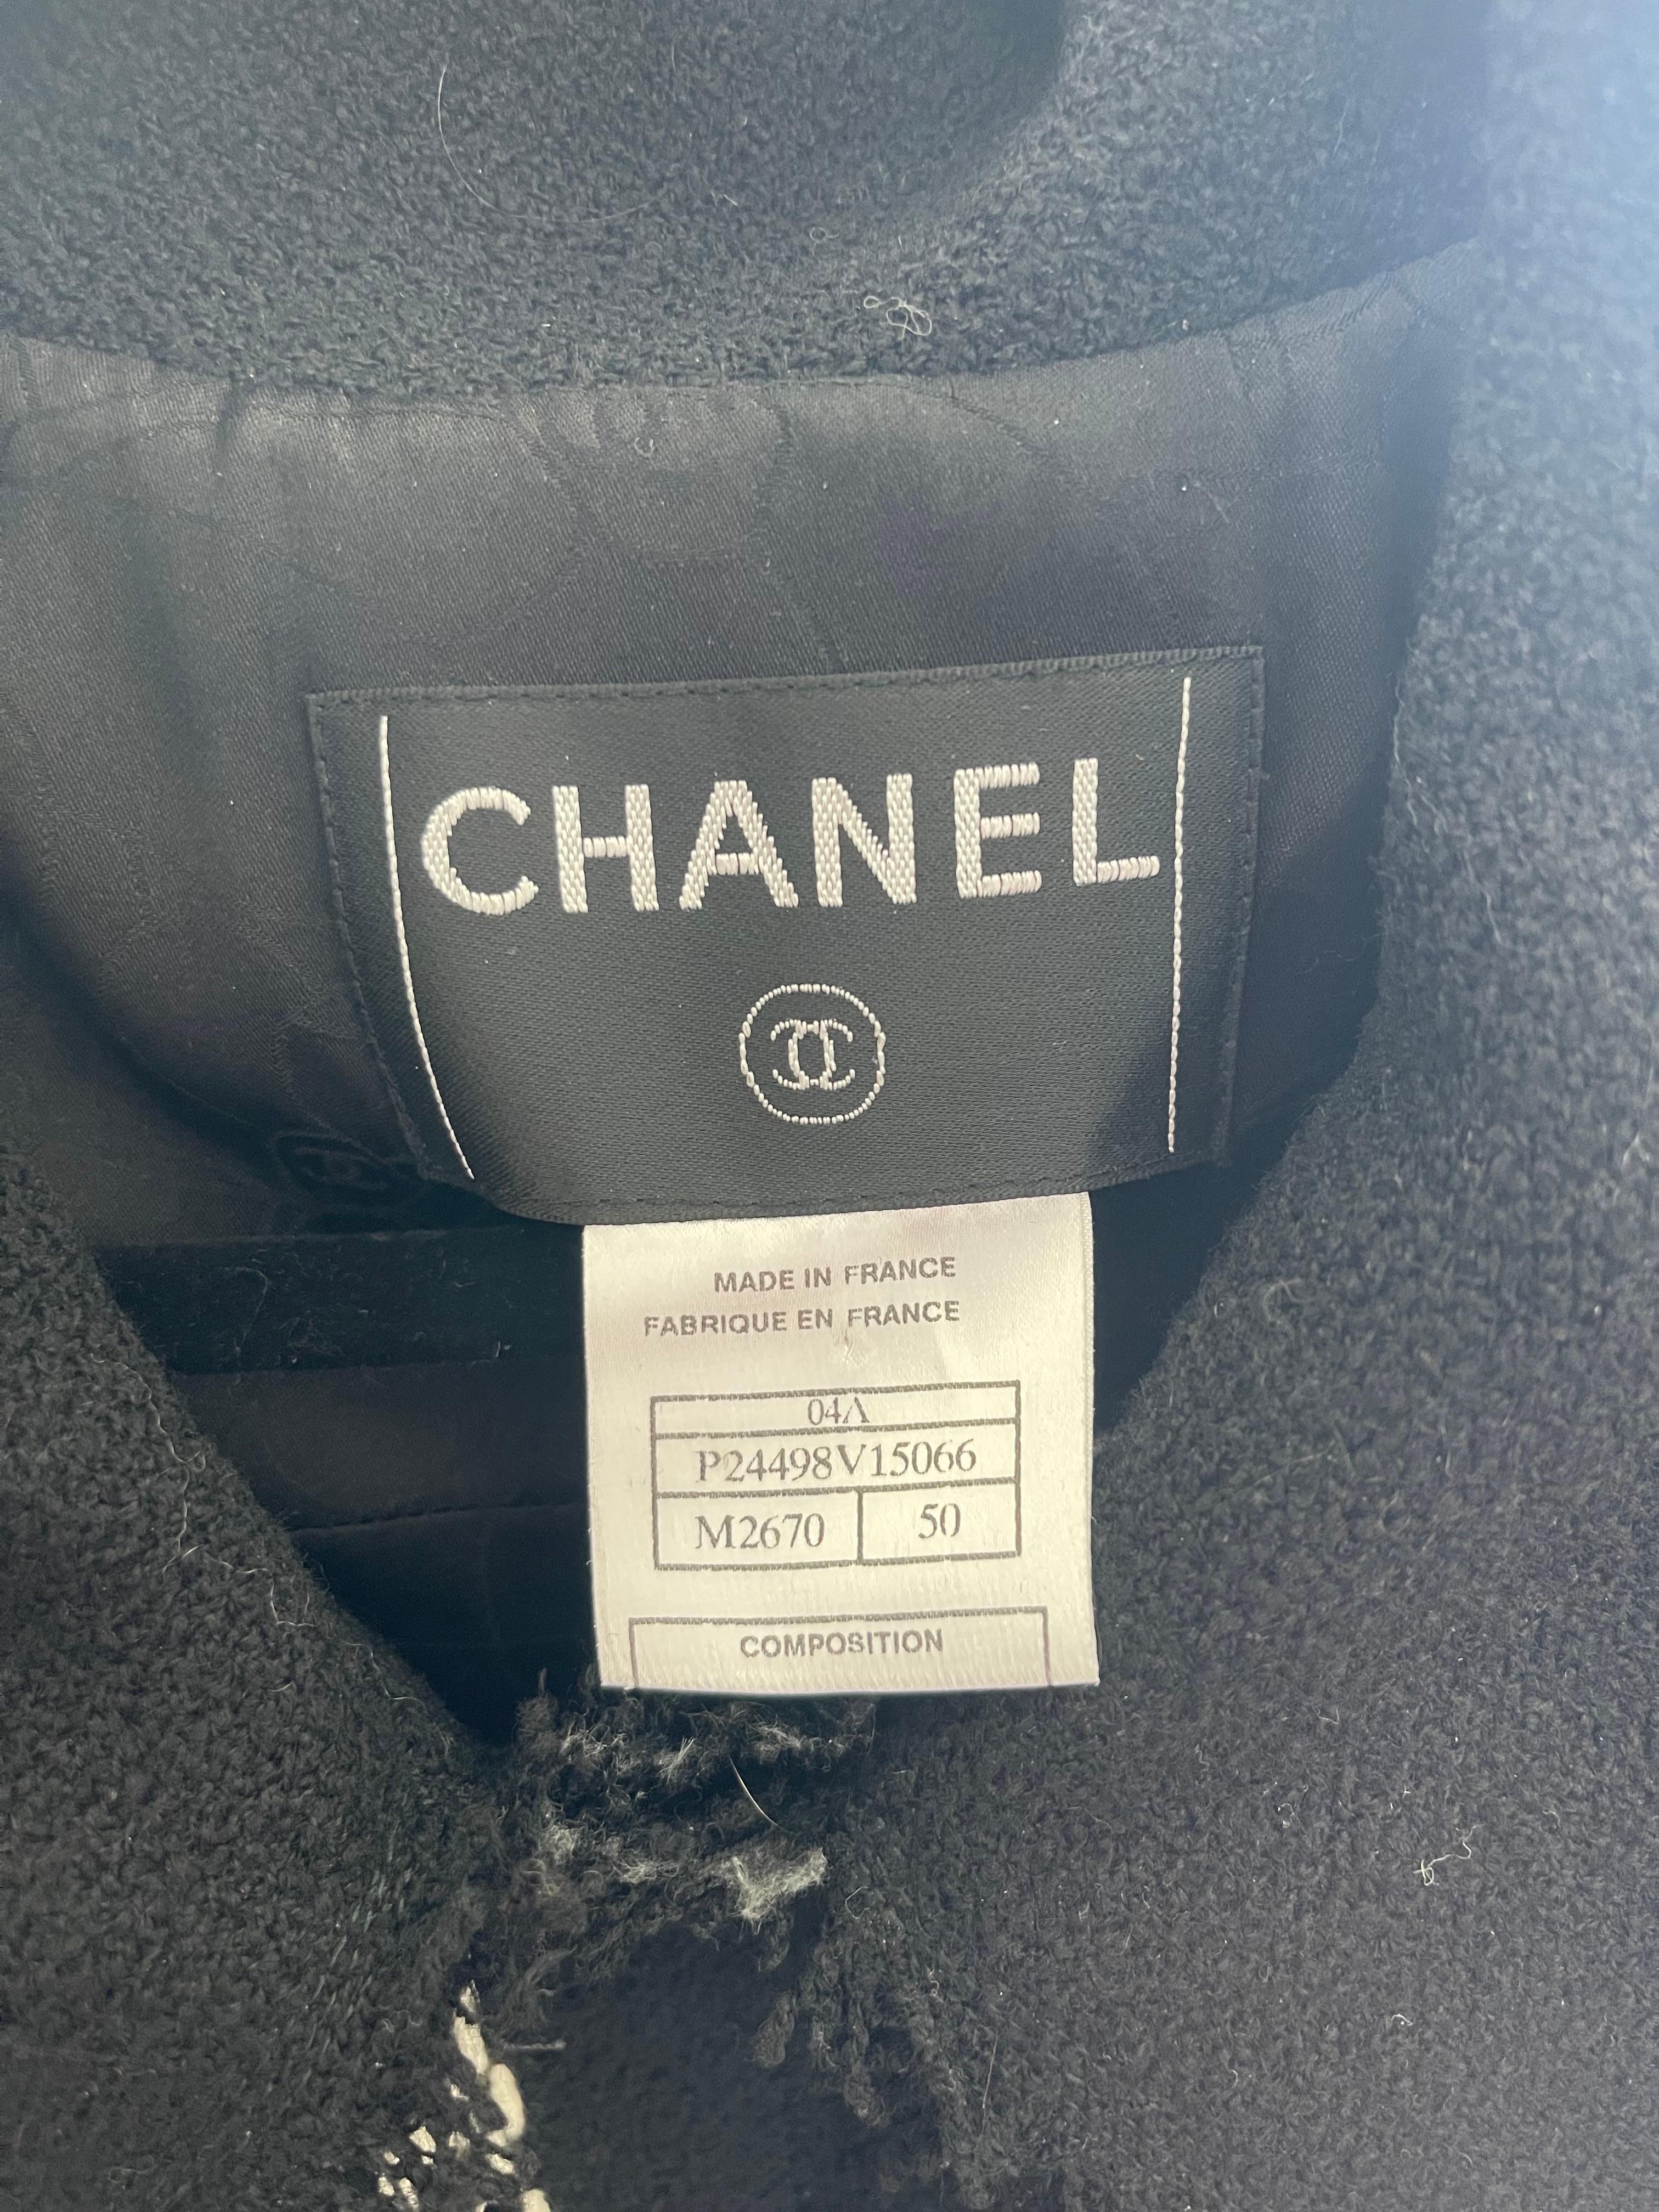 CHANEL
MADE IN FRANCE
FABRIQUE EN FRANCE
04A
P24498V15066
M2670 50
COMPOSITION